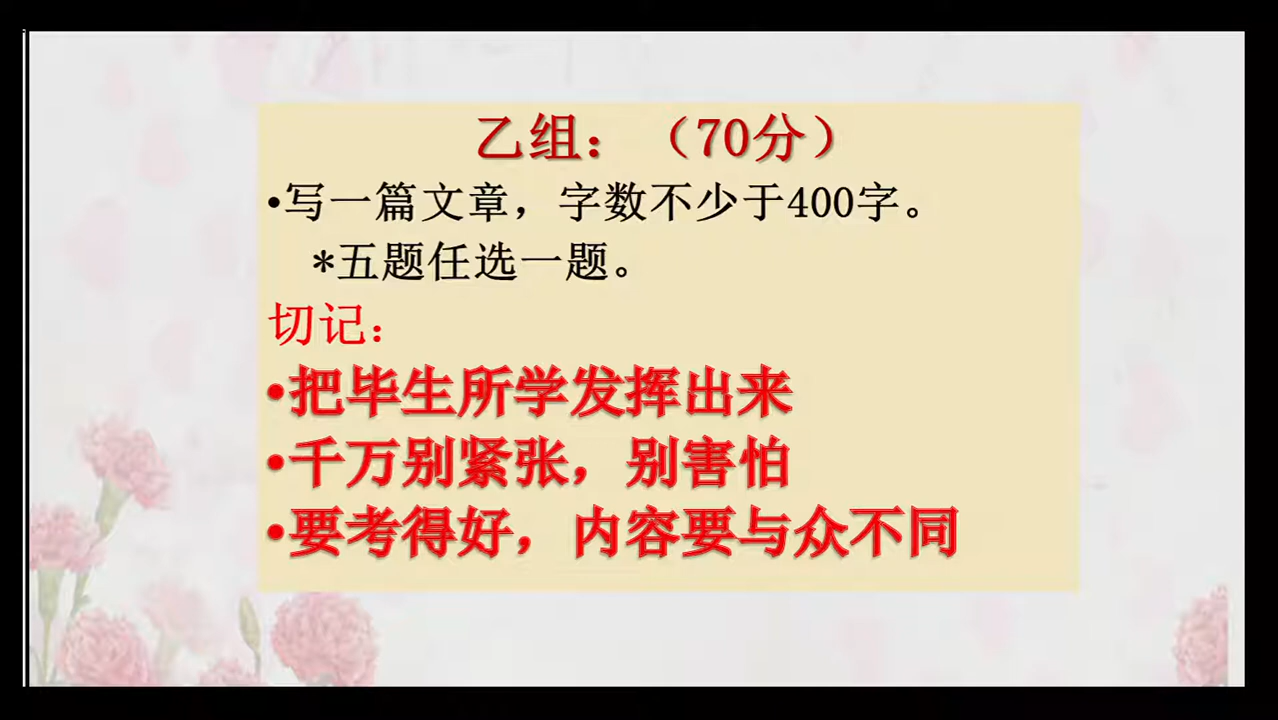 乙组：（70分）
•写一篇文章，字数不少于400字。
*五题任选一题。
切记：
•把毕生所学发挥出来
•千万别紧张，别害怕
•要考得好，内容要与众不同